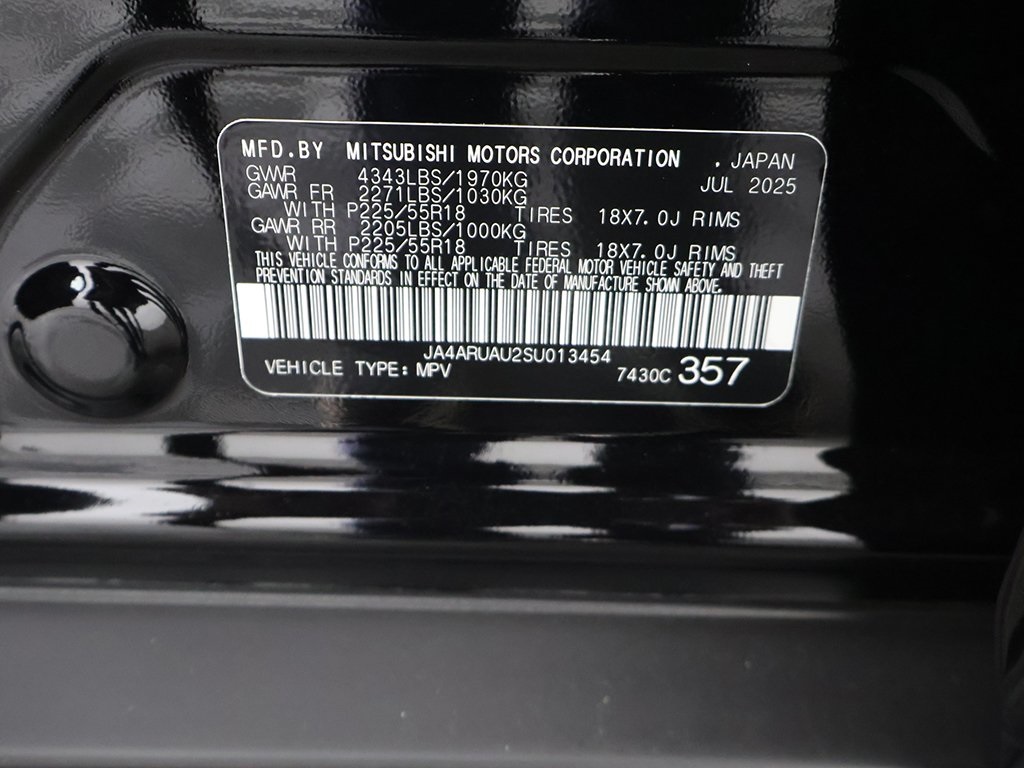 MFD.BY MITSUBISHI MOTORS CORPORATION . JAPAN
GVWR 4343LBS/1970KG JUL 2025
GAWR FR 2271LBS/1030KG
WITH P225/55R18 TIRES 18X7.0J RIMS
GAWR RR 2205LBS/1000KG
WITH P225/55R18 TIRES 18X7.0J RIMS
THIS VEHICLE CONFORMS TO ALL APPLICABLE FEDERAL MOTOR VEHICLE SAFETY AND THEFT
PREVENTION STANDARDS IN EFFECT ON THE DATE OF MANUFACTURE SHOWN ABOVE.
JA4ARUAU2SU013454
VEHICLE TYPE: MPV 7430C 357